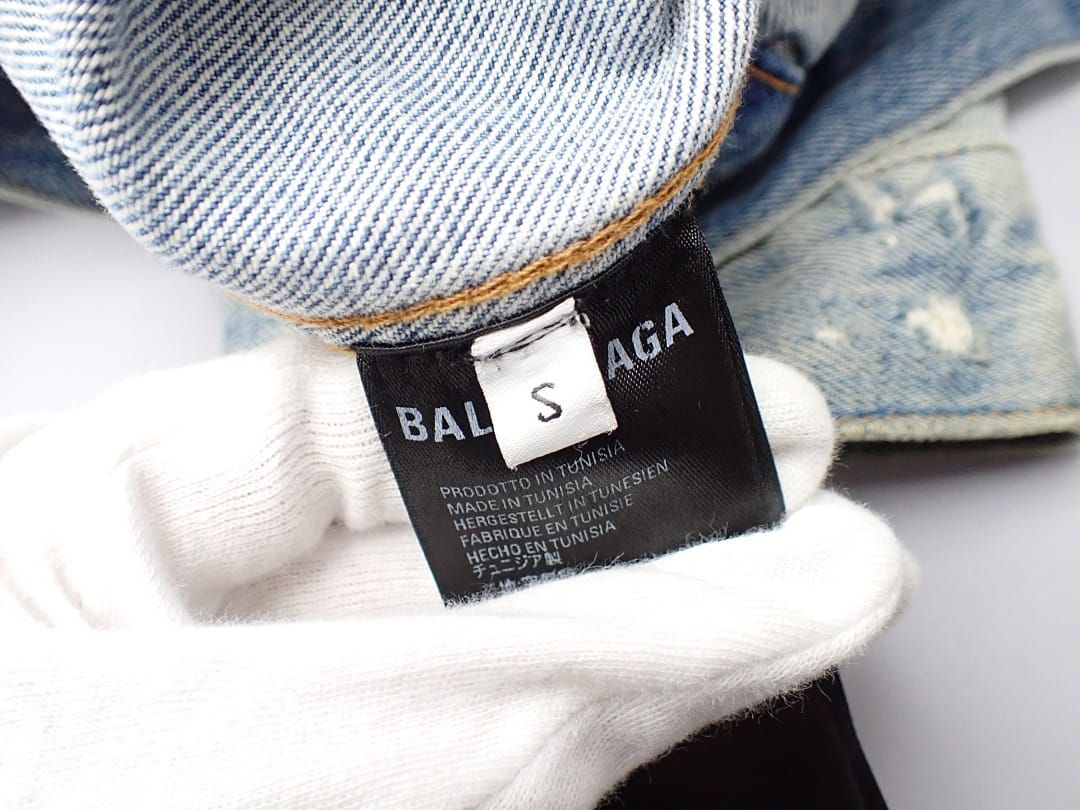 BAL AGA
S
PRODOTTO IN TUNISIA
MADE IN TUNISIA
HERGESTELLT IN TUNESIEN
FABRIQUE EN TUNISIE
HECHO EN TUNISIA
チュニジア製